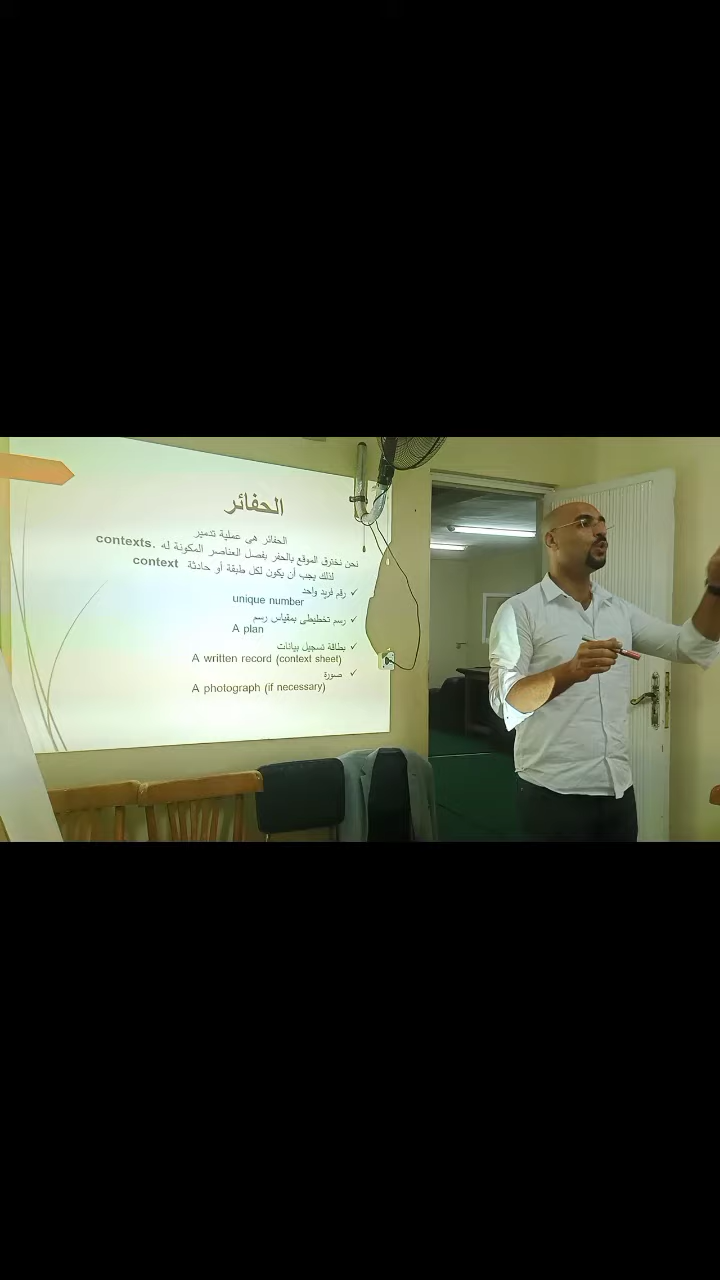 الحفائر
الحفائر هى عملية تدمير
نحن نخترق الموقع بالحفر بفصل العناصر المكونة له .contexts
لذلك يجب أن يكون لكل طبقة أو حادثة context
✓ رقم فريد واحد
unique number
✓ رسم تخطيطى بمقياس رسم
A plan
✓ بطاقة تسجيل بيانات
A written record (context sheet)
✓ صورة
A photograph (if necessary)